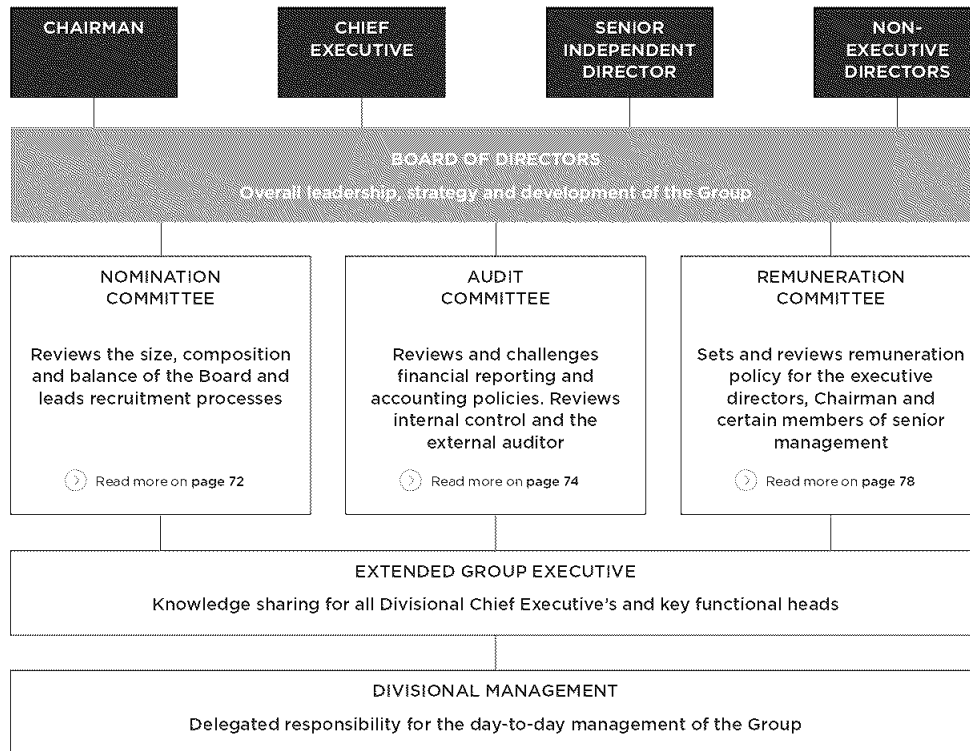 CHAIRMAN
CHIEF
EXECUTIVE
SENIOR
INDEPENDENT
DIRECTOR
NON-
EXECUTIVE
DIRECTORS
BOARD OF DIRECTORS
Overall leadership, strategy and development of the Group
NOMINATION
COMMITTEE
Reviews the size, composition
and balance of the Board and
leads recruitment processes
Read more on page 72
AUDIT
COMMITTEE
Reviews and challenges
financial reporting and
accounting policies. Reviews
internal control and the
external auditor
Read more on page 74
REMUNERATION
COMMITTEE
Sets and reviews remuneration
policy for the executive
directors, Chairman and
certain members of senior
management
Read more on page 78
EXTENDED GROUP EXECUTIVE
Knowledge sharing for all Divisional Chief Executive's and key functional heads
DIVISIONAL MANAGEMENT
Delegated responsibility for the day-to-day management of the Group